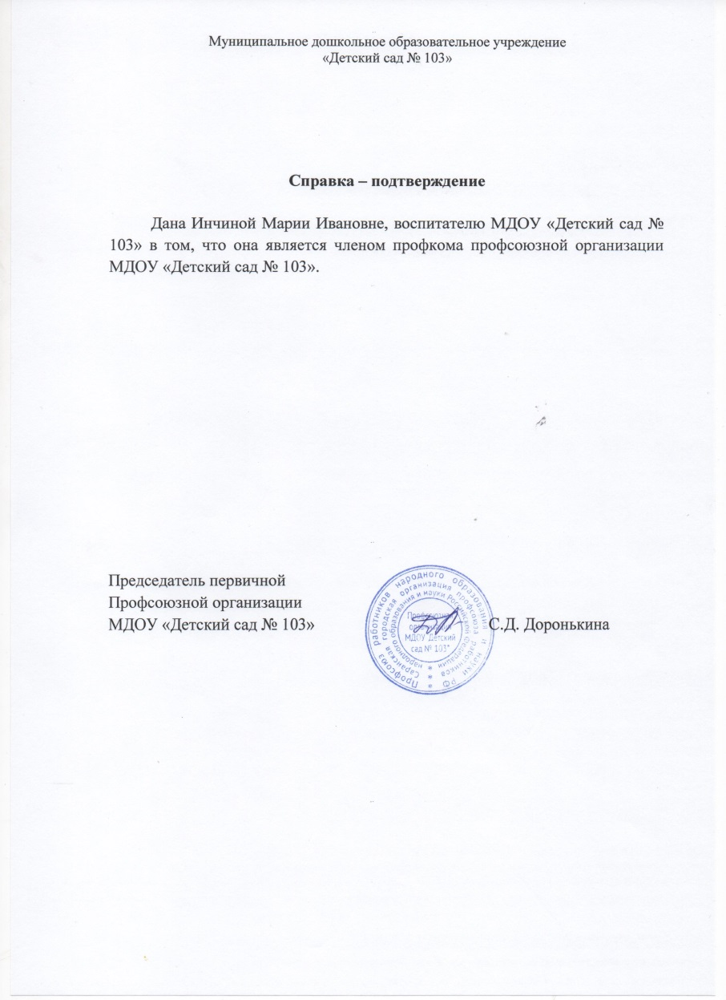 Муниципальное дошкольное образовательное учреждение
«Детский сад № 103»
Справка – подтверждение
Дана Инчиной Марии Ивановне, воспитателю МДОУ «Детский сад №
103» в том, что она является членом профкома профсоюзной организации
МДОУ «Детский сад № 103».
Председатель первичной
Профсоюзной организации
МДОУ «Детский сад № 103»
С.Д. Доронькина
Профсоюз работников народного образования и науки РФ *
Саранская городская организация профсоюза работников *
народного образования и науки Российской Федерации *
МДОУ "Детский
сад № 103"